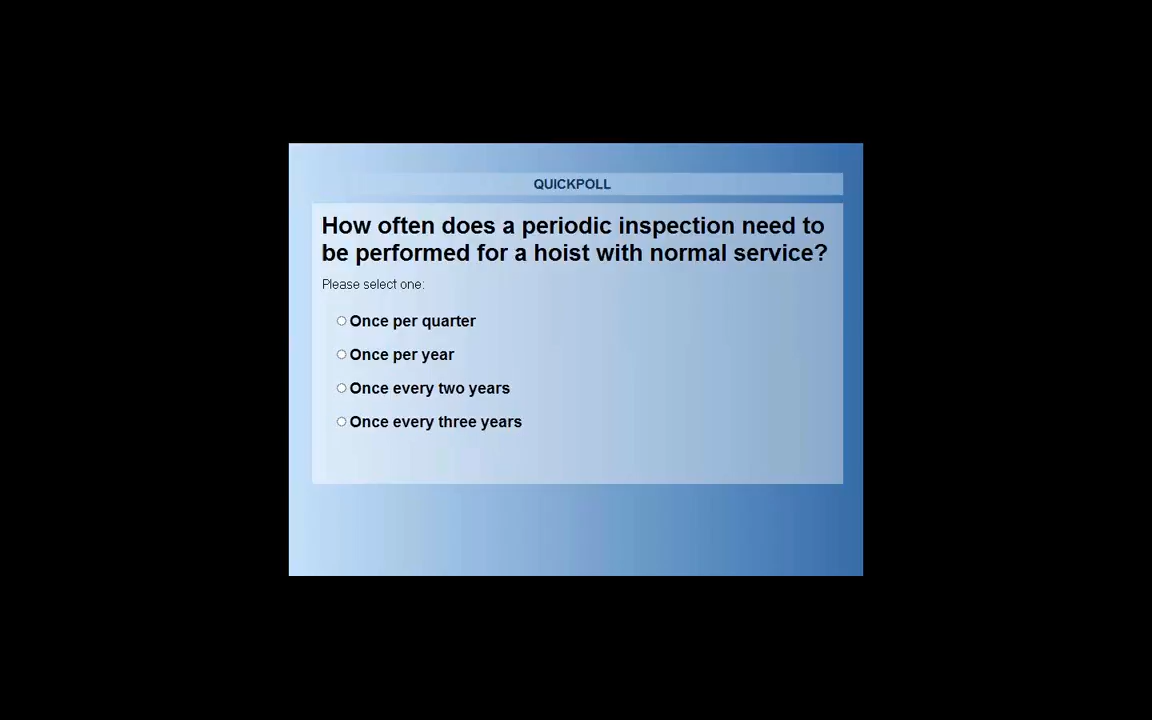 QUICKPOLL
How often does a periodic inspection need to
be performed for a hoist with normal service?
Please select one:
Once per quarter
Once per year
Once every two years
Once every three years